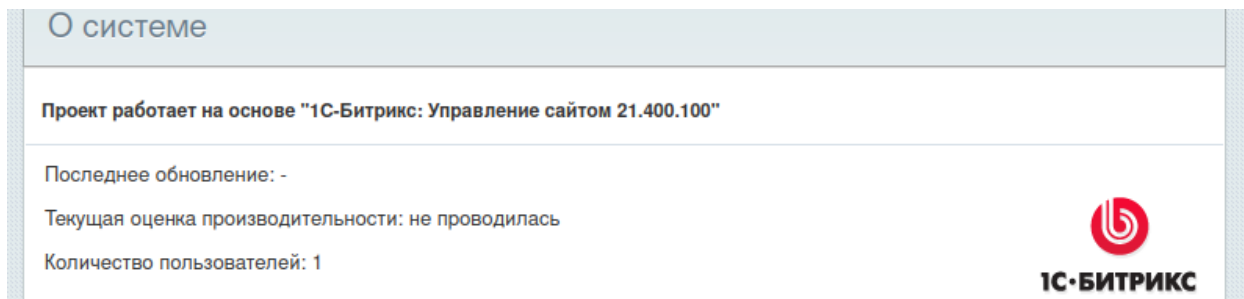 О системе
Проект работает на основе "1С-Битрикс: Управление сайтом 21.400.100"
Последнее обновление: -
Текущая оценка производительности: не проводилась
Количество пользователей: 1
1С·БИТРИКС